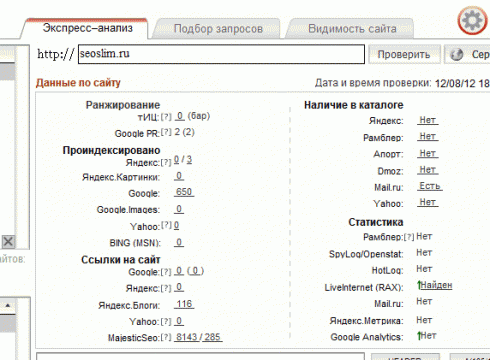 Экспресс–анализ Подбор запросов Видимость сайта
http:// seoslim.ru Проверить Сер
Данные по сайту Дата и время проверки: 12/08/12 18
Ранжирование
тИЦ: [?] 0 (бар)
Google PR: [?] 2 (2)
Проиндексировано
Яндекс: [?] 0 / 3
Яндекс.Картинки: 0
Google: 650
Google.Images: 0
Yahoo: [?] 0
BING (MSN): 0
Ссылки на сайт
Google: [?] 0 ( 0 )
Яндекс: [?] 0
Яндекс.Блоги: 116
Yahoo: [?] 0
MajesticSeo: [?] 8143 / 285
Наличие в каталоге
Яндекс: Нет
Рамблер: Нет
Апорт: Нет
Dmoz: Нет
Mail.ru: Есть
Yahoo: Нет
Статистика
Рамблер: [?] Нет
SpyLog/Openstat: Нет
HotLog: Нет
LiveInternet (RAX): Найден
Mail.ru: Нет
Яндекс.Метрика: Нет
Google Analytics: Нет
айтов: